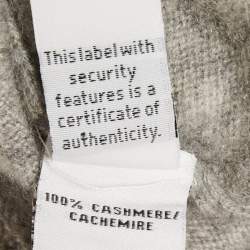 This label with
security
features is a
certificate of
authenticity.
100% CASHMERE/
CACHEMIRE